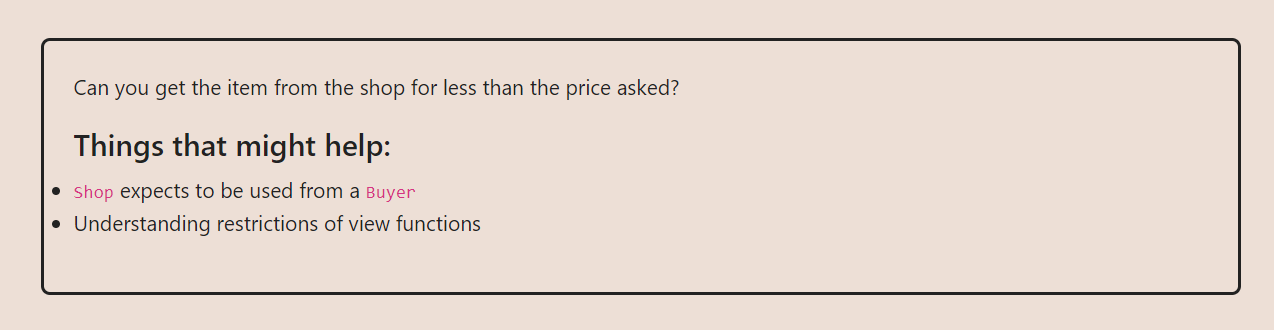 Can you get the item from the shop for less than the price asked?
Things that might help:
Shop expects to be used from a Buyer
Understanding restrictions of view functions